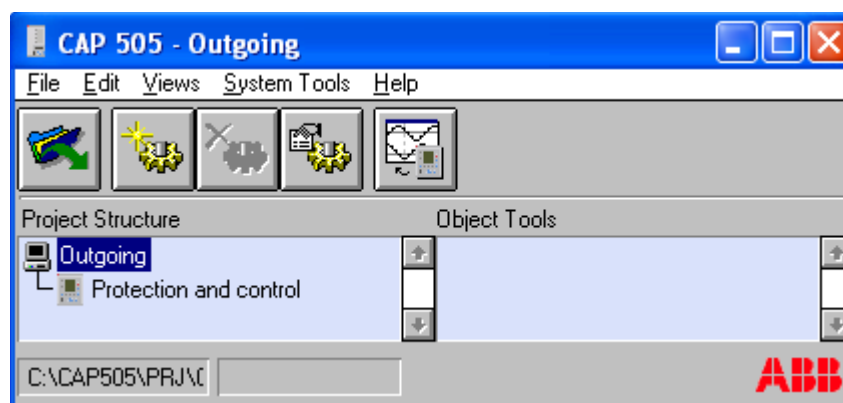 CAP 505 - Outgoing
File Edit Views System Tools Help
Project Structure Object Tools
Outgoing
Protection and control
C:\CAP505\PRJ\
ABB